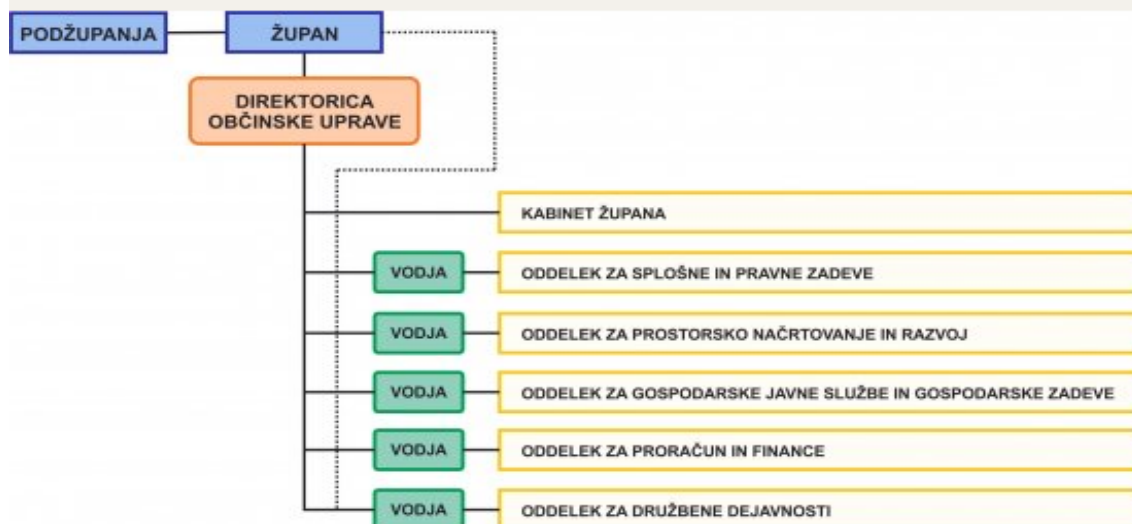 PODŽUPANJA
ŽUPAN
DIREKTORICA
OBČINSKE UPRAVE
KABINET ŽUPANA
VODJA
ODDELEK ZA SPLOŠNE IN PRAVNE ZADEVE
VODJA
ODDELEK ZA PROSTORSKO NAČRTOVANJE IN RAZVOJ
VODJA
ODDELEK ZA GOSPODARSKE JAVNE SLUŽBE IN GOSPODARSKE ZADEVE
VODJA
ODDELEK ZA PRORAČUN IN FINANCE
VODJA
ODDELEK ZA DRUŽBENE DEJAVNOSTI